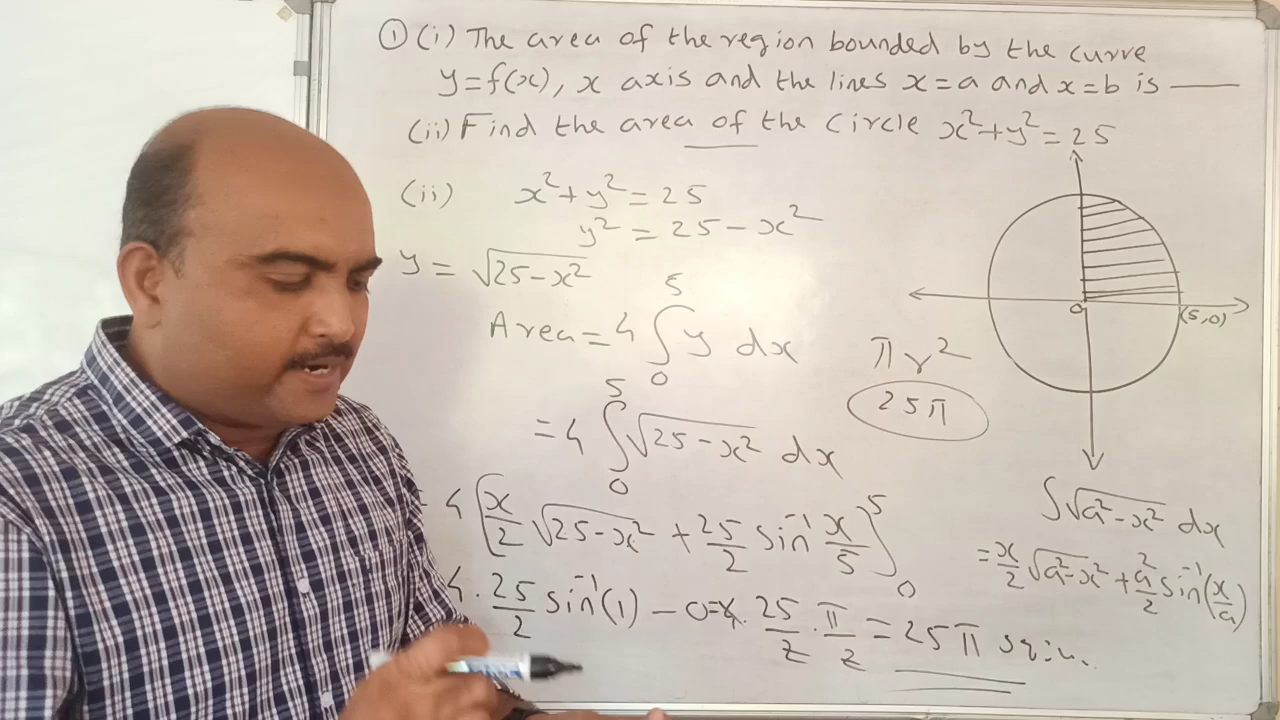 ① (i) The area of the region bounded by the curve
y=f(x), x axis and the lines x=a and x=b is ——
(ii) Find the area of the circle x²+y²=25
(ii) x²+y²=25
y²=25-x²
y=√25-x²
Area=4∫₀⁵ y dx
=4∫₀⁵ √25-x² dx
=4[x/2 √25-x² + 25/2 sin⁻¹ x/5]₀⁵
4.25/2 sin⁻¹(1)-0=4.25/2.π/2=25π sq:u.
πr²
25π
0
(5,0)
∫√a²-x² dx
=x/2 √a²-x² + a²/2 sin⁻¹(x/a)